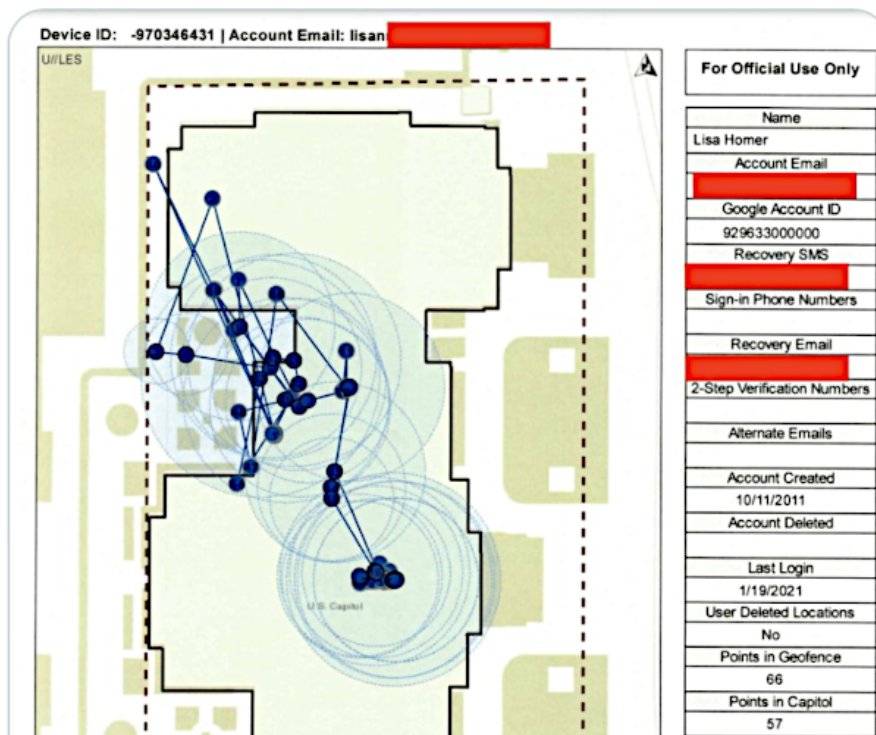 Device ID: -970346431 | Account Email: lisan
U//LES
U.S. Capitol
For Official Use Only
Name
Lisa Homer
Account Email
Google Account ID
929633000000
Recovery SMS
Sign-in Phone Numbers
Recovery Email
2-Step Verification Numbers
Alternate Emails
Account Created
10/11/2011
Account Deleted
Last Login
1/19/2021
User Deleted Locations
No
Points in Geofence
66
Points in Capitol
57